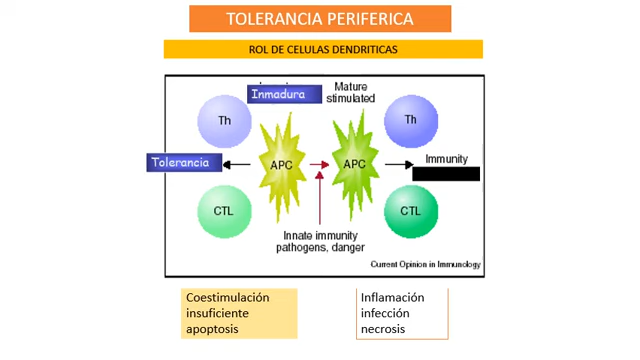 TOLERANCIA PERIFERICA
ROL DE CELULAS DENDRITICAS
Inmadura
Mature
stimulated
Th
Th
Tolerancia
APC
APC
Immunity
CTL
CTL
Innate immunity
pathogens, danger
Current Opinion in Immunology
Coestimulación
insuficiente
apoptosis
Inflamación
infección
necrosis